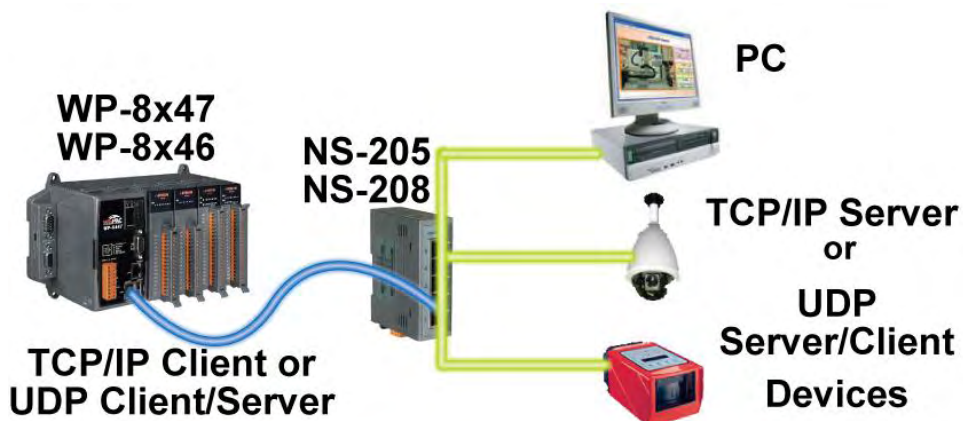 WP-8x47
WP-8x46
NS-205
NS-208
PC
TCP/IP Server
or
UDP
Server/Client
Devices
TCP/IP Client or
UDP Client/Server